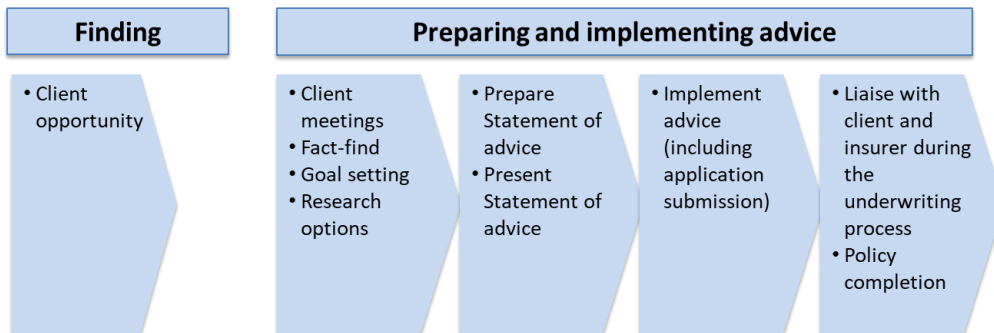 Finding
Preparing and implementing advice
• Client
opportunity
• Client
meetings
• Fact-find
• Goal setting
• Research
options
• Prepare
Statement of
advice
• Present
Statement of
advice
• Implement
advice
(including
application
submission)
• Liaise with
client and
insurer during
the
underwriting
process
• Policy
completion